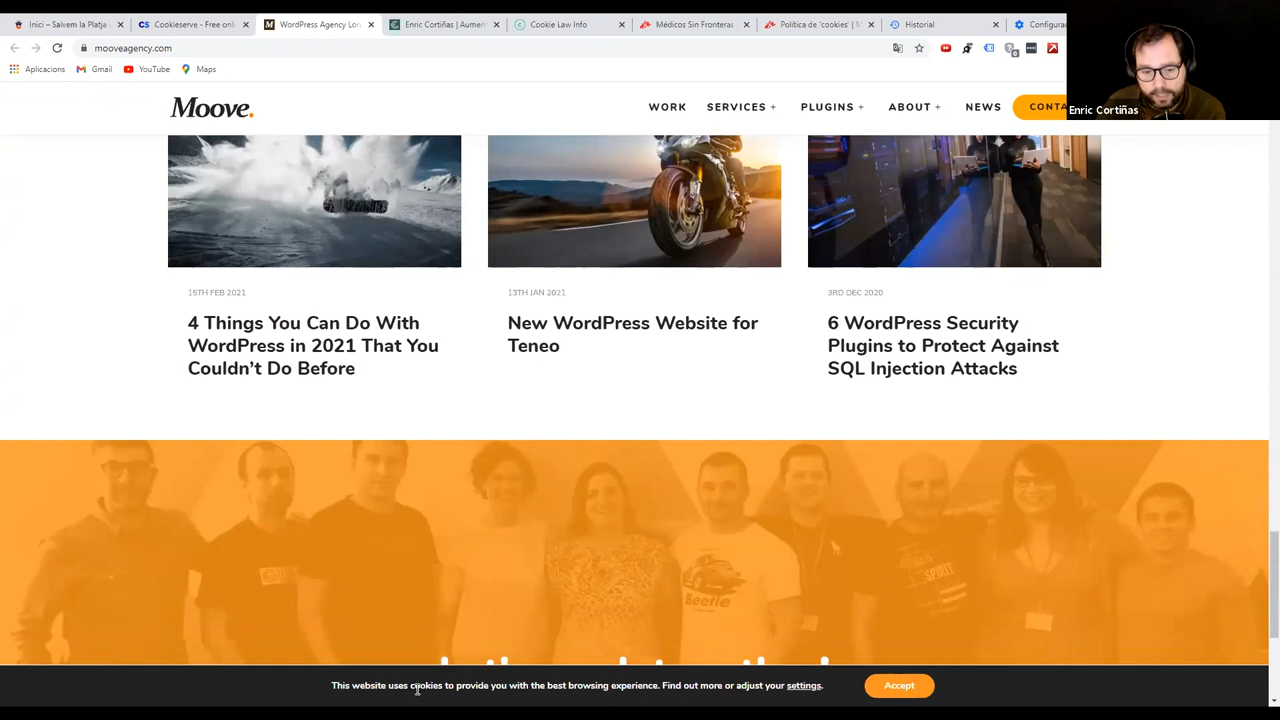 Inici – Salvem la Platja
Cookieserve - Free onli
WordPress Agency Lon
Enric Cortiñas | Aumen
Cookie Law Info
Médicos Sin Fronteras
Política de 'cookies' | M
Historial
Configura
mooveagency.com
Aplicacions
Gmail
YouTube
Maps
Enric Cortiñas
Moove.
WORK
SERVICES +
PLUGINS +
ABOUT +
NEWS
CONTA
15TH FEB 2021
4 Things You Can Do With
WordPress in 2021 That You
Couldn't Do Before
13TH JAN 2021
New WordPress Website for
Teneo
3RD DEC 2020
6 WordPress Security
Plugins to Protect Against
SQL Injection Attacks
SPIRIT
Beetle
This website uses cookies to provide you with the best browsing experience. Find out more or adjust your settings.
Accept